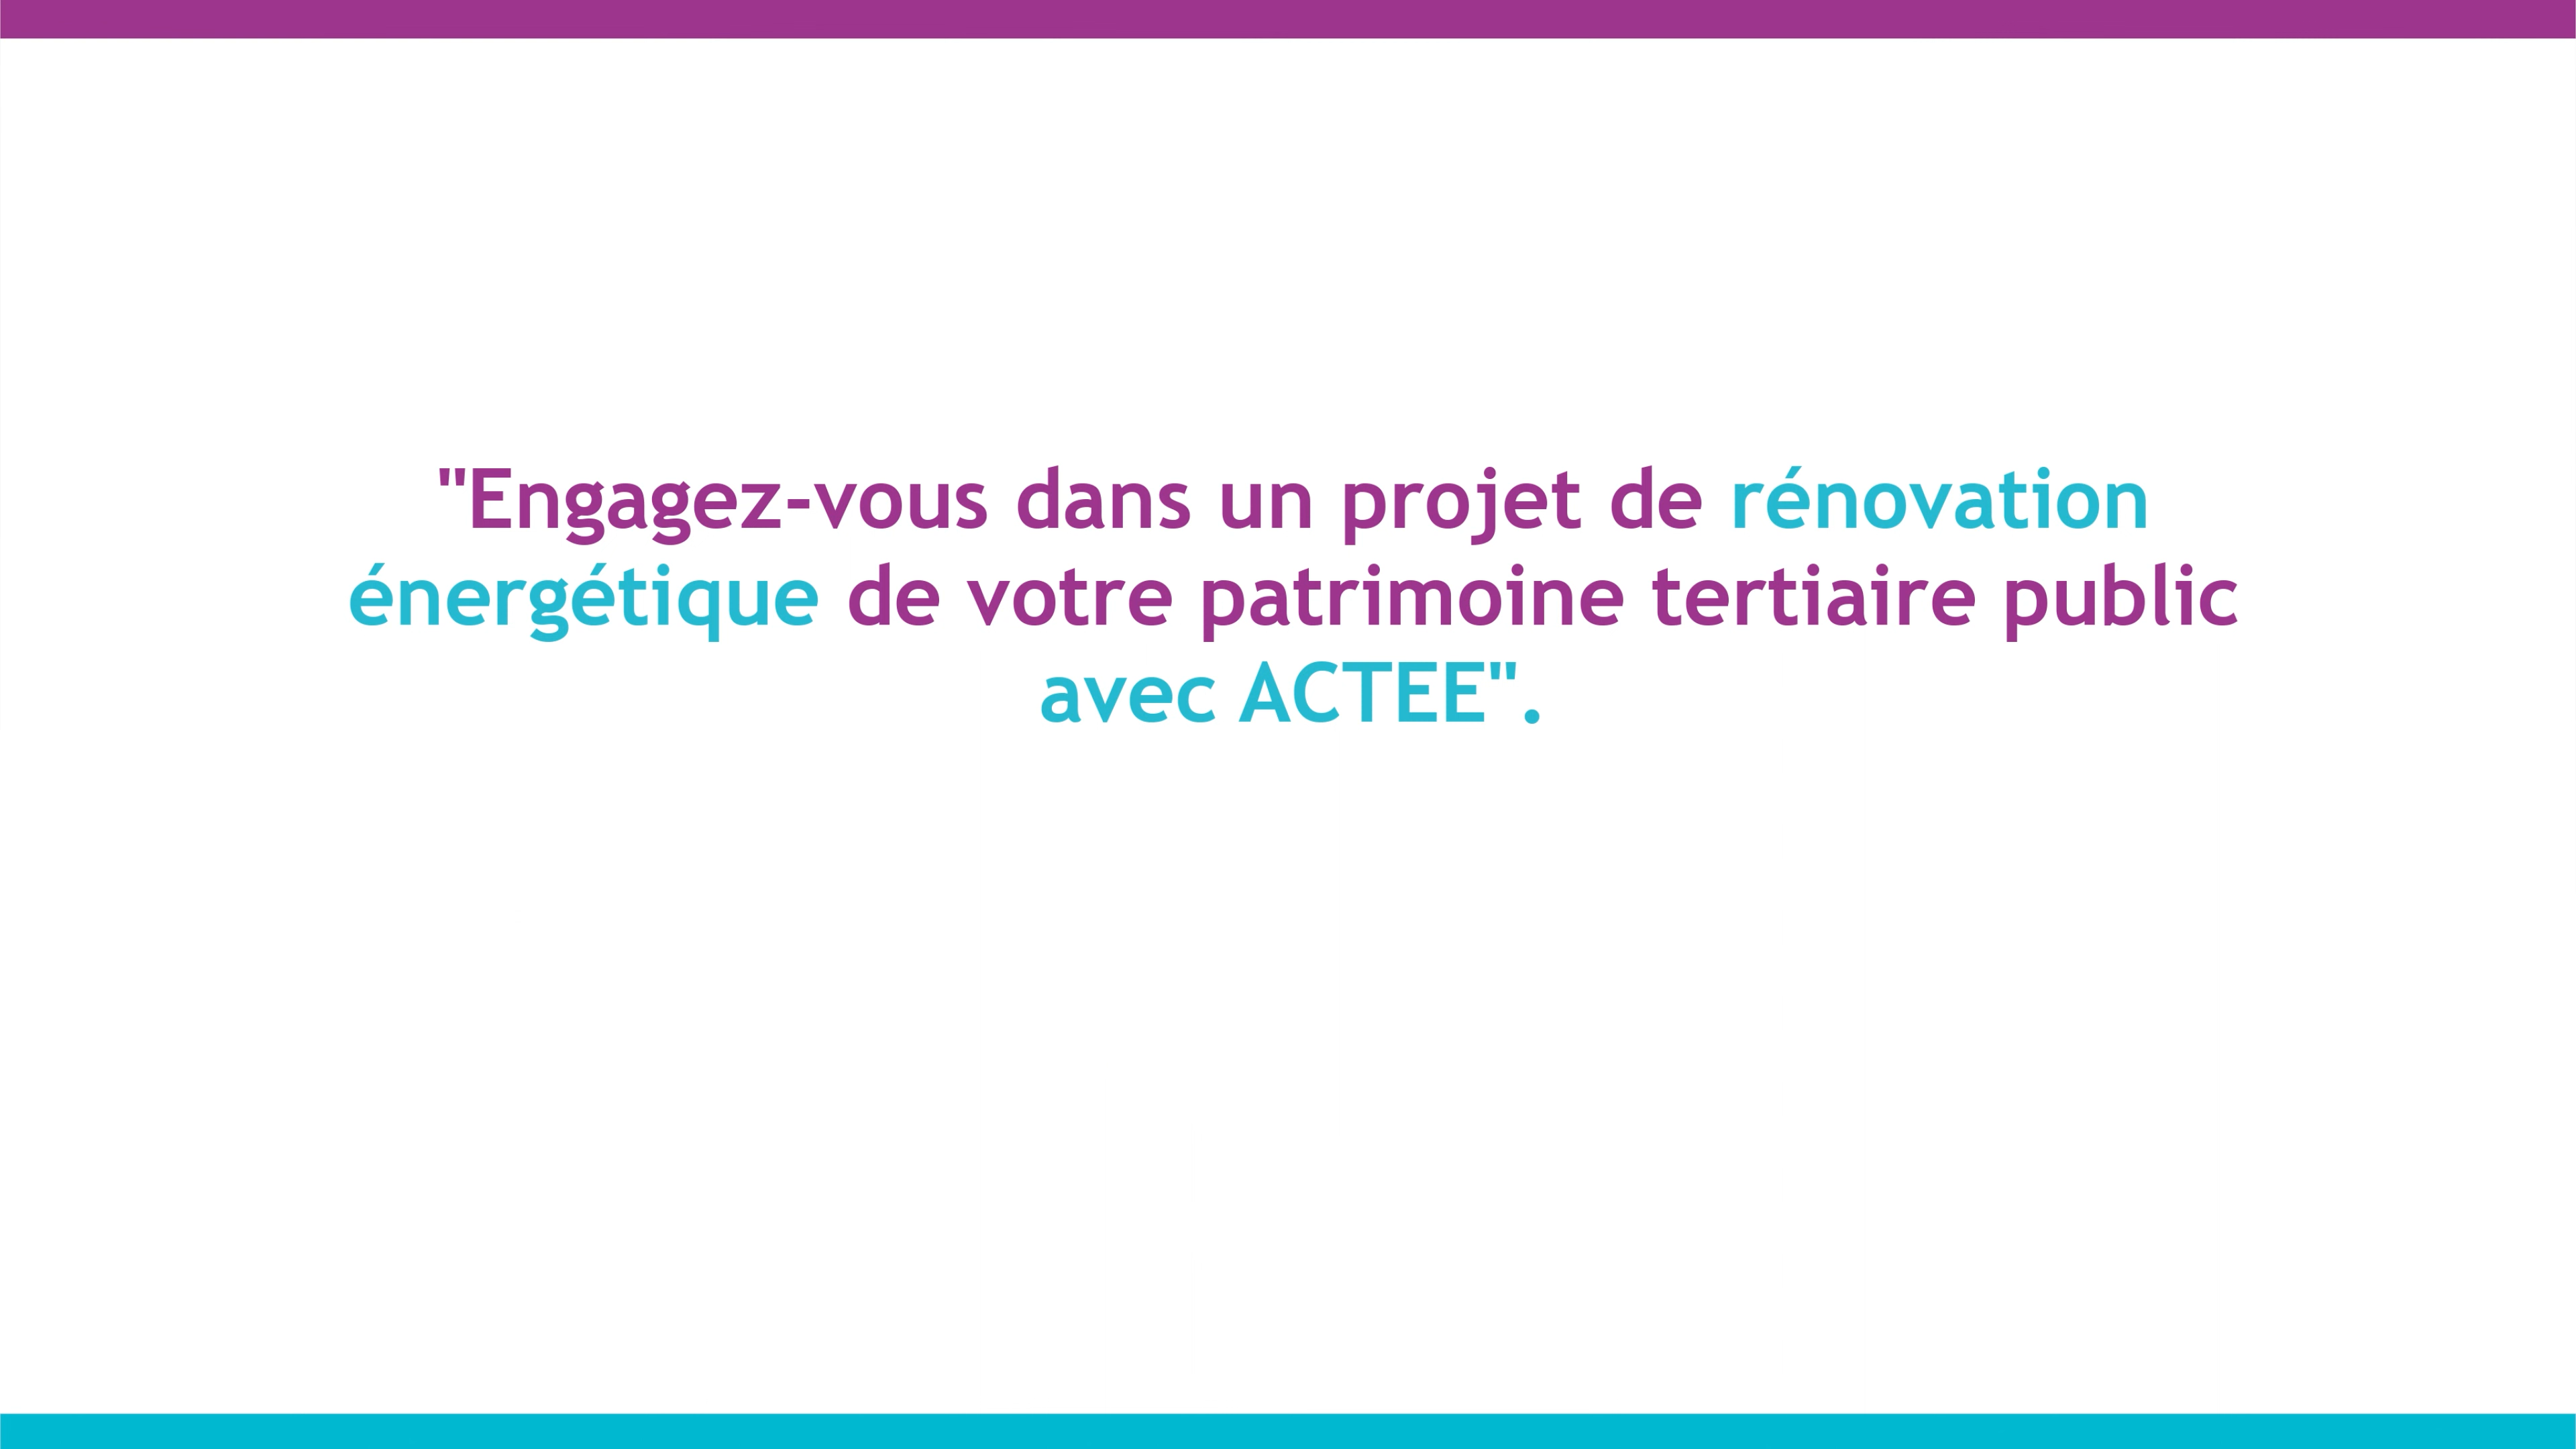 "Engagez-vous dans un projet de rénovation
énergétique de votre patrimoine tertiaire public
avec ACTEE".